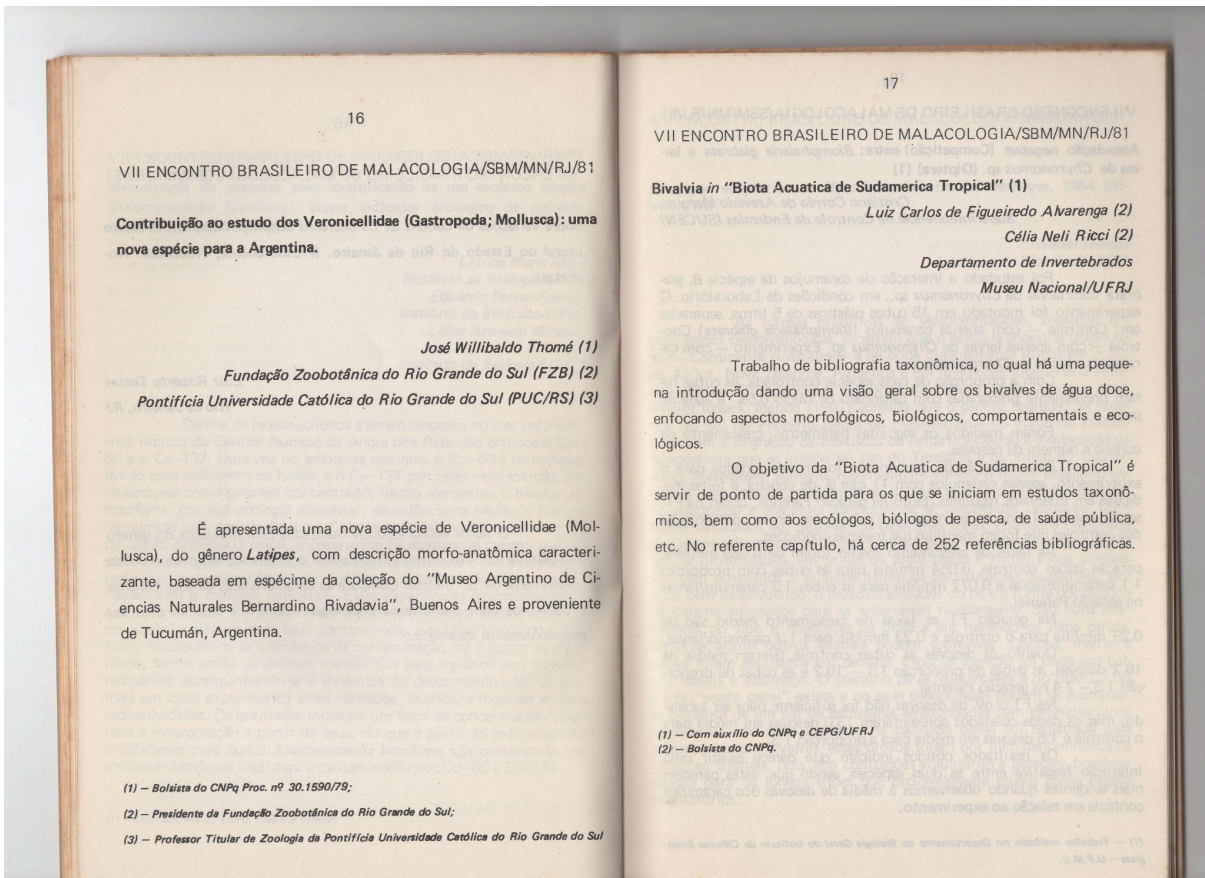 16
VII ENCONTRO BRASILEIRO DE MALACOLOGIA/SBM/MN/RJ/81
Contribuição ao estudo dos Veronicellidae (Gastropoda; Mollusca): uma
nova espécie para a Argentina.
José Willibaldo Thomé (1)
Fundação Zoobotânica do Rio Grande do Sul (FZB) (2)
Pontifícia Universidade Católica do Rio Grande do Sul (PUC/RS) (3)
É apresentada uma nova espécie de Veronicellidae (Mol-
lusca), do gênero Latipes, com descrição morfo-anatômica caracteri-
zante, baseada em espécime da coleção do "Museo Argentino de Ci-
encias Naturales Bernardino Rivadavia", Buenos Aires e proveniente
de Tucumán, Argentina.
(1) — Bolsista do CNPq Proc. nº 30.1590/79;
(2) — Presidente da Fundação Zoobotânica do Rio Grande do Sul;
(3) — Professor Titular de Zoologia da Pontifícia Universidade Católica do Rio Grande do Sul
17
VII ENCONTRO BRASILEIRO DE MALACOLOGIA/SBM/MN/RJ/81
Bivalvia in "Biota Acuatica de Sudamerica Tropical" (1)
Luiz Carlos de Figueiredo Alvarenga (2)
Célia Neli Ricci (2)
Departamento de Invertebrados
Museu Nacional/UFRJ
Trabalho de bibliografia taxonômica, no qual há uma peque-
na introdução dando uma visão geral sobre os bivalves de água doce,
enfocando aspectos morfológicos, biológicos, comportamentais e eco-
lógicos.
O objetivo da "Biota Acuatica de Sudamerica Tropical" é
servir de ponto de partida para os que se iniciam em estudos taxonô-
micos, bem como aos ecólogos, biólogos de pesca, de saúde pública,
etc. No referente capítulo, há cerca de 252 referências bibliográficas.
(1) — Com auxílio do CNPq e CEPG/UFRJ
(2) — Bolsista do CNPq.